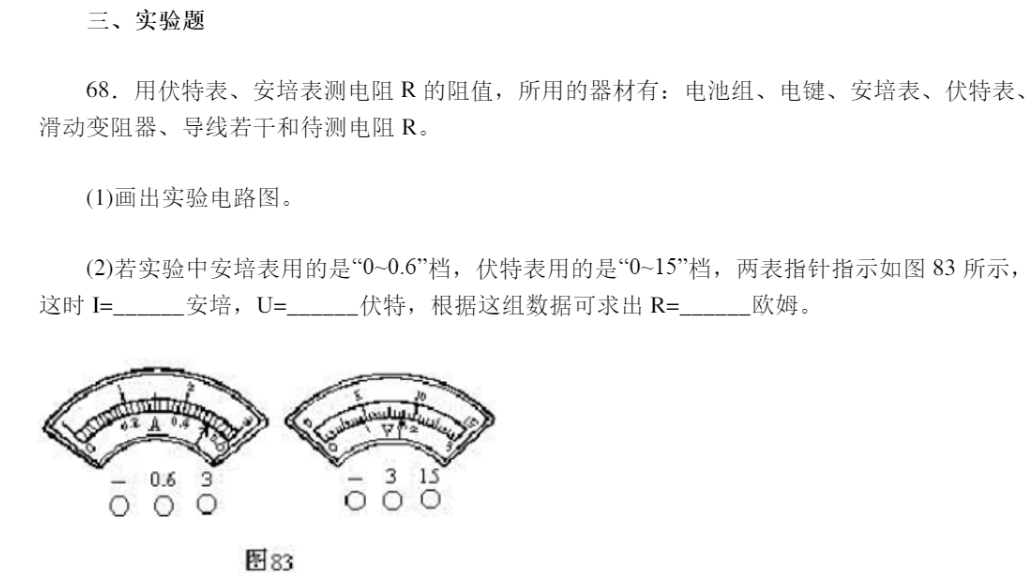 三、实验题
68．用伏特表、安培表测电阻 R 的阻值，所用的器材有：电池组、电键、安培表、伏特表、
滑动变阻器、导线若干和待测电阻 R。
(1)画出实验电路图。
(2)若实验中安培表用的是“0~0.6”档，伏特表用的是“0~15”档，两表指针指示如图 83 所示，
这时 I=______安培，U=______伏特，根据这组数据可求出 R=______欧姆。
1 2
0.2 A 0.4
5 10 15
V
— 0.6 3
— 3 15
图83